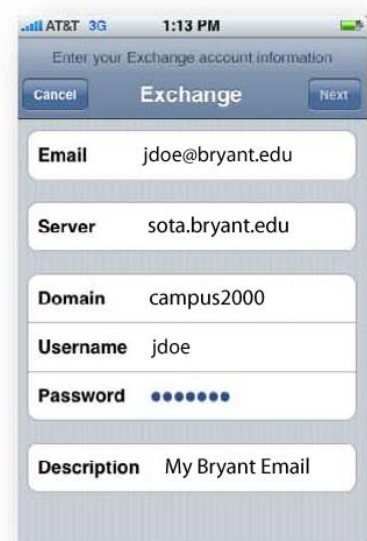 AT&T 3G 1:13 PM
Enter your Exchange account information
Cancel Exchange Next
Email jdoe@bryant.edu
Server sota.bryant.edu
Domain campus2000
Username jdoe
Password •••••••
Description My Bryant Email